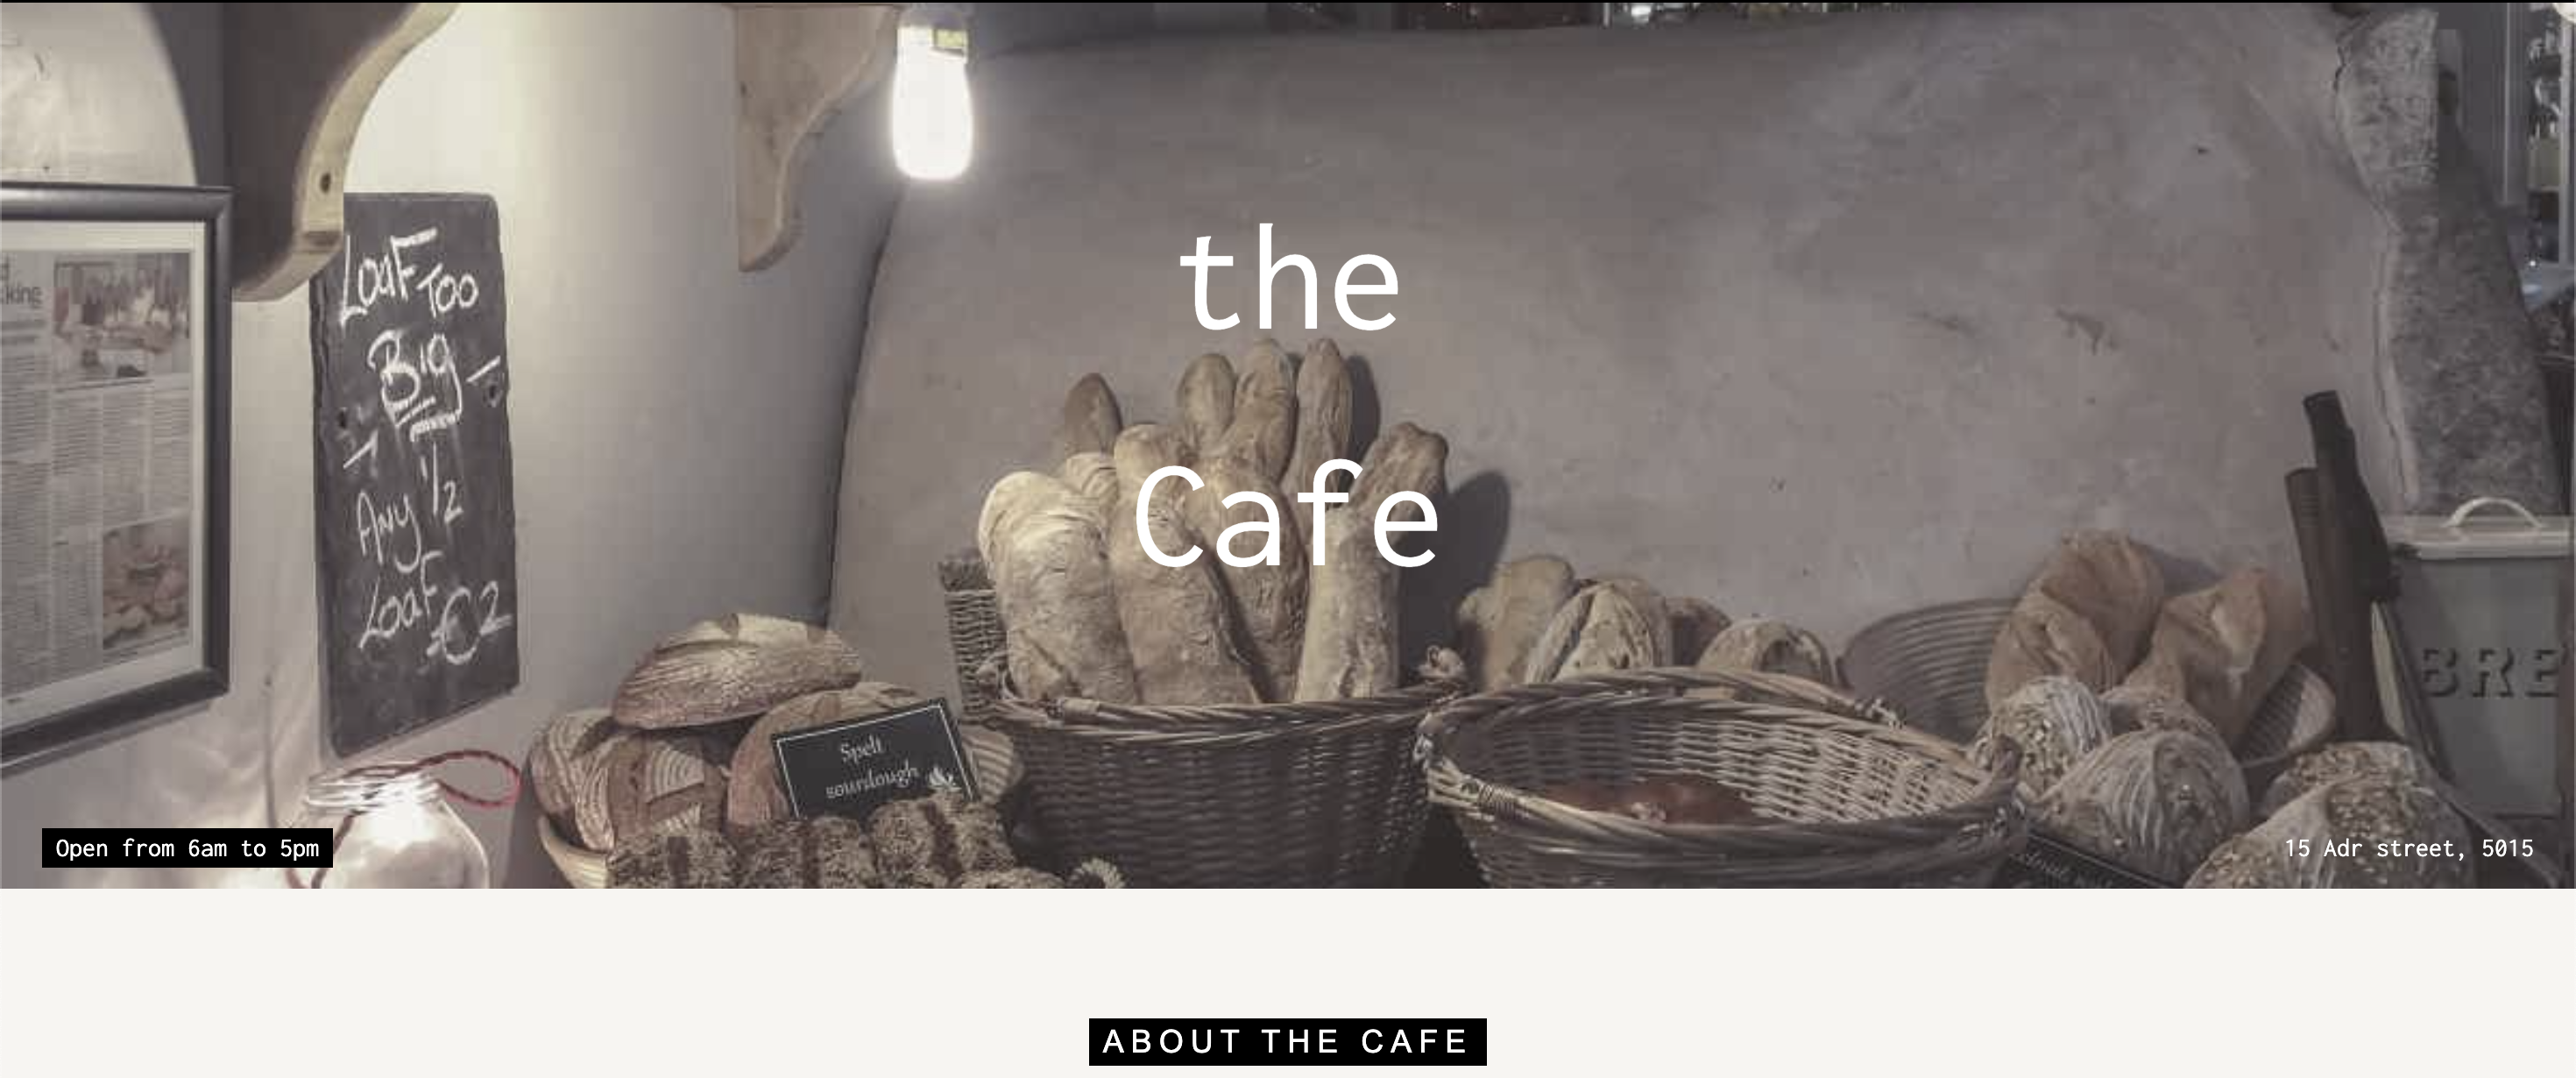 the
Cafe
king
Loaf Too
Big
Any 1/2
Loaf
€2
Spelt
sourdough
BRE
Open from 6am to 5pm
15 Adr street, 5015
ABOUT THE CAFE